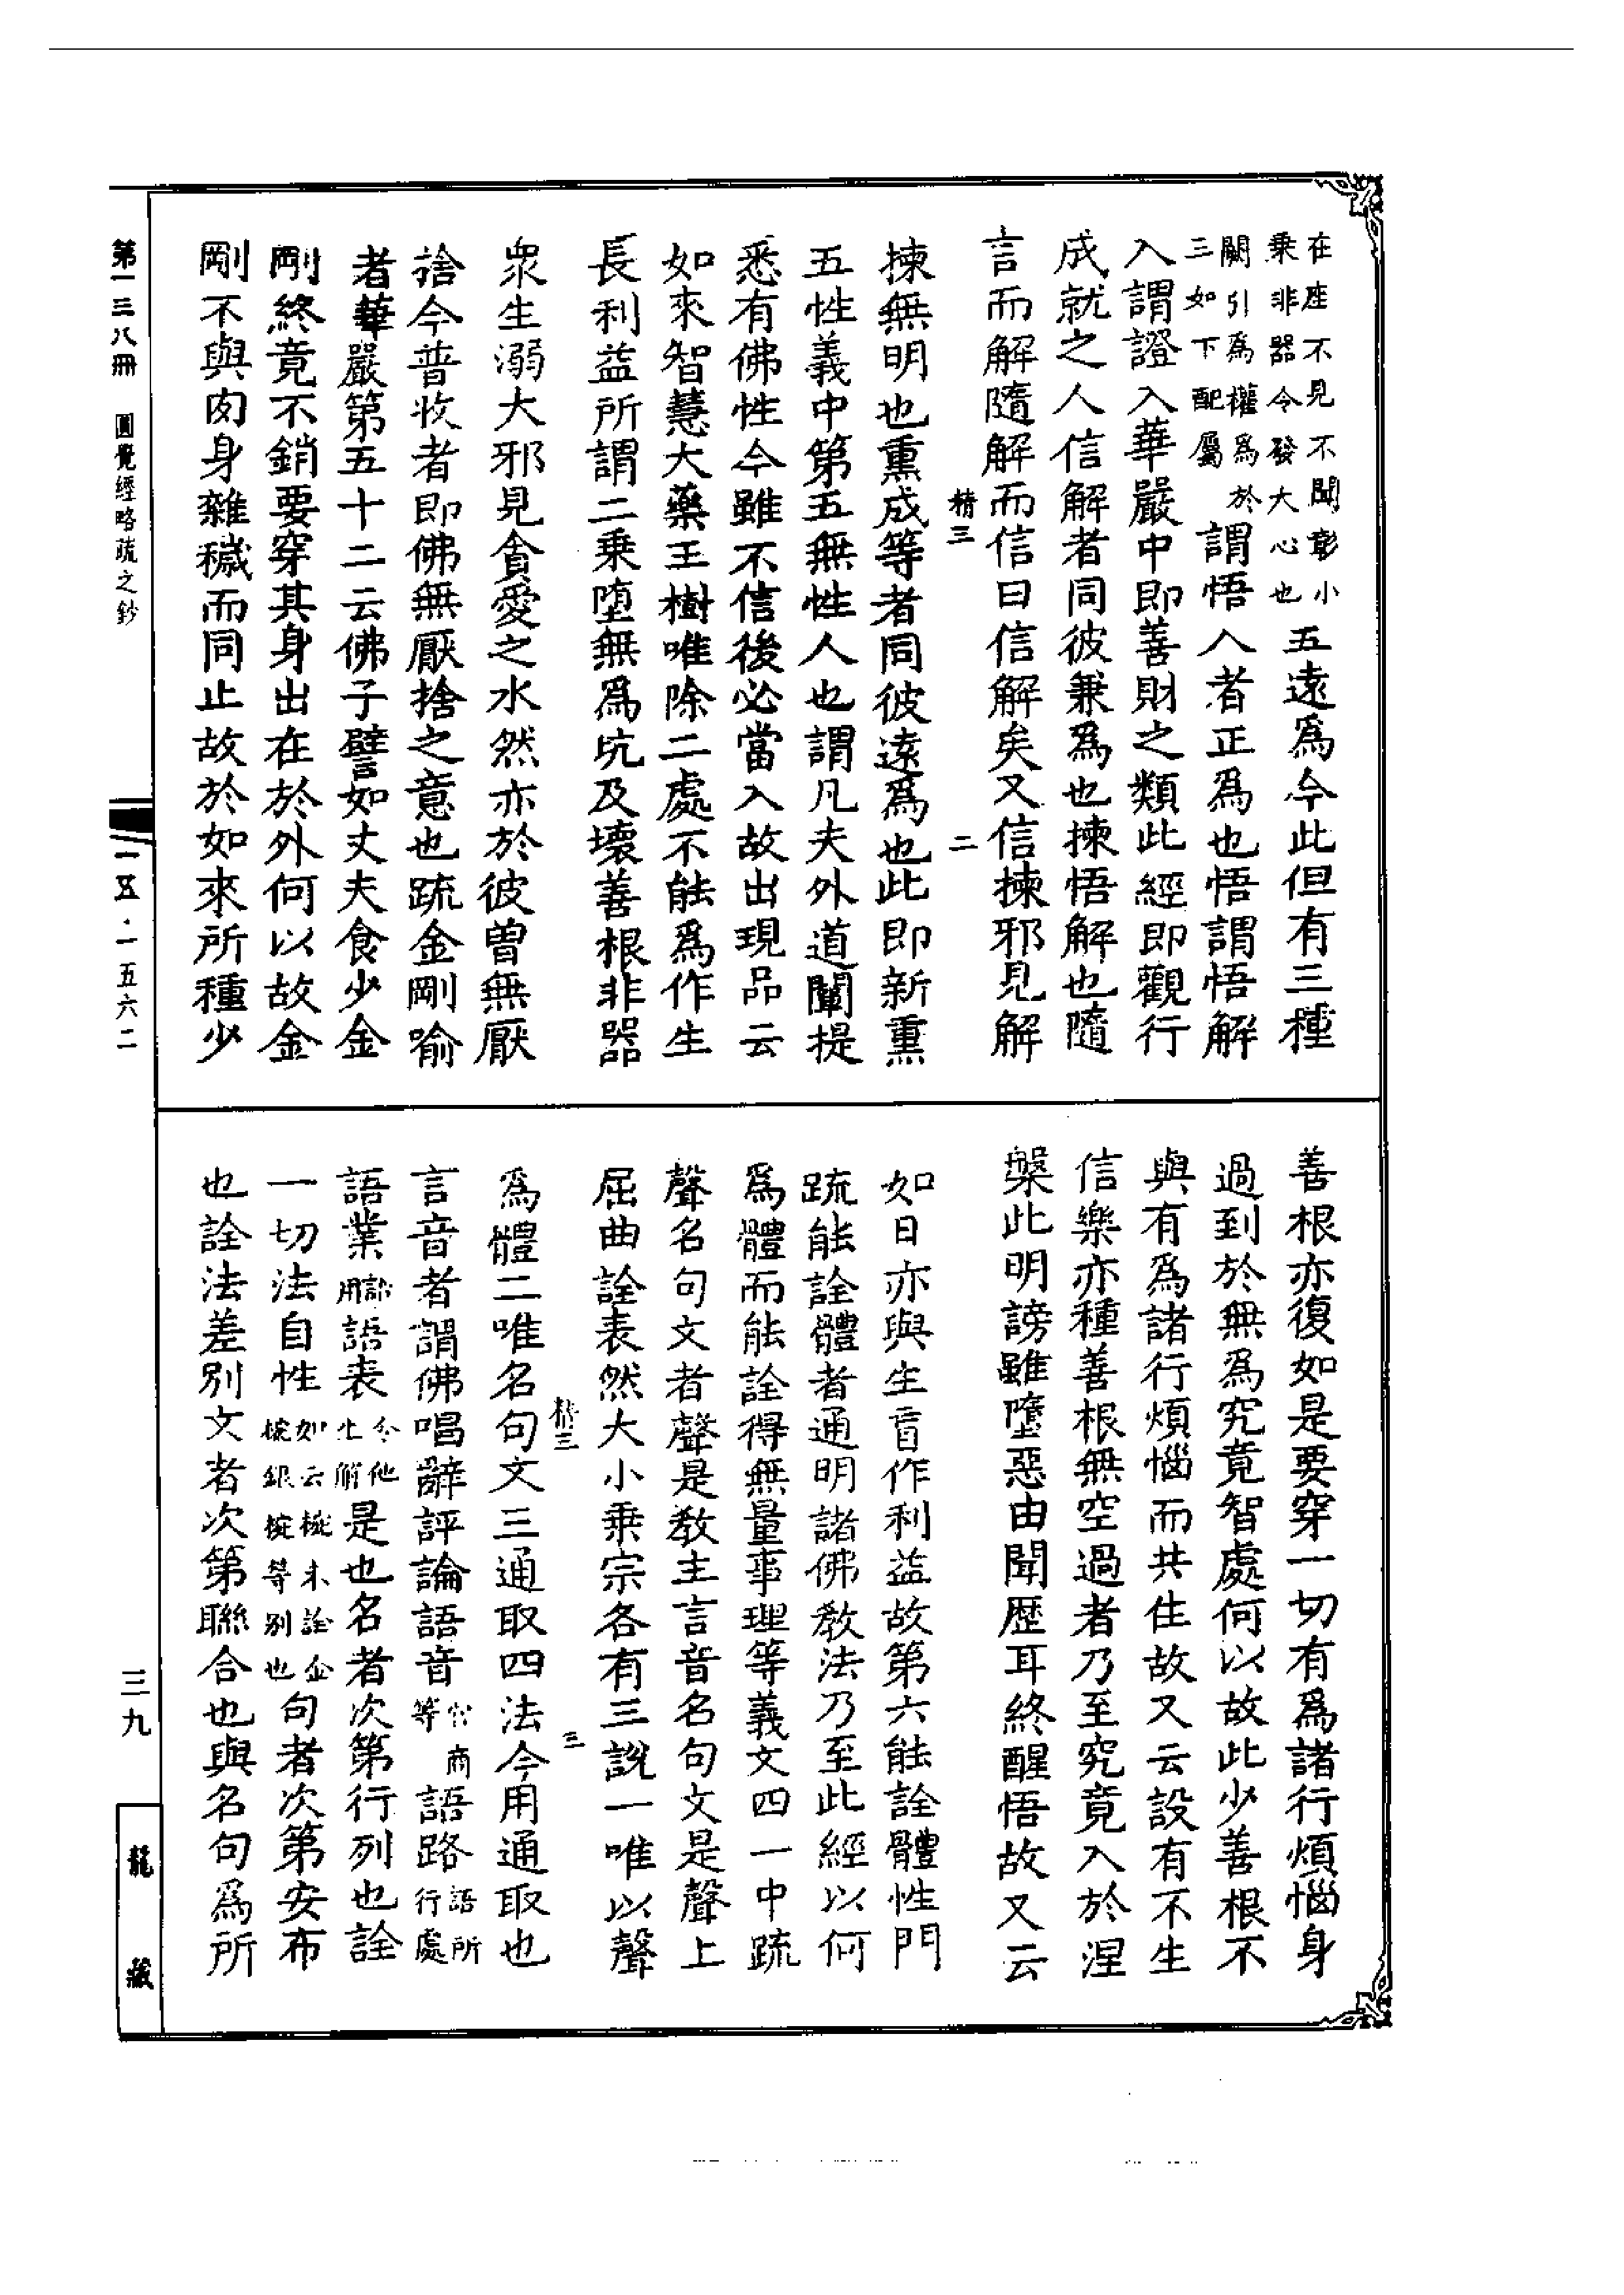 在座不見不聞彰小
乘非器令發大心也
五遠爲今此但有三種
闕引爲權爲於
三如下配屬
謂悟入者正爲也悟謂悟解
入謂證入華嚴中即善財之類此經即觀行
成就之人信解者同彼兼爲也揀悟解也隨
言而解隨解而信曰信解矣又信揀邪見解
精三 二
揀無明也熏成等者同彼遠爲也此即新熏
五性義中第五無性人也謂凡夫外道闡提
悉有佛性今雖不信後必當入故出現品云
如來智慧大藥王樹唯除二處不能爲作生
長利益所謂二乘墮無爲坑及壞善根非器
衆生溺大邪見貪愛之水然亦於彼曾無厭
捨今普收者即佛無厭捨之意也疏金剛喻
者華嚴第五十二云佛子譬如丈夫食少金
剛終竟不銷要穿其身出在於外何以故金
剛不與肉身雜穢而同止故於如來所種少
善根亦復如是要穿一切有爲諸行煩惱身
過到於無爲究竟智處何以故此少善根不
與有爲諸行煩惱而共住故又云設有不生
信樂亦種善根無空過者乃至究竟入於涅
槃此明謗雖墮惡由聞歷耳終醒悟故又云
如日亦與生盲作利益故第六能詮體性門
疏能詮體者通明諸佛教法乃至此經以何
爲體而能詮得無量事理等義文四一中疏
聲名句文者聲是教主言音名句文是聲上
屈曲詮表然大小乘宗各有三説一唯以聲
精三 三
爲體二唯名句文三通取四法今用通取也
言音者謂佛唱辭評論語音
宮商
等
語路
語所
行處
語業
用
語表
令他
生解
是也名者次第行列也詮
一切法自性
如云椀未詮金
椀銀椀等別也
句者次第安布
也詮法差別文者次第聯合也與名句爲所
第一三八冊 圓覺經略疏之鈔
一五·一五六二
三九
龍藏